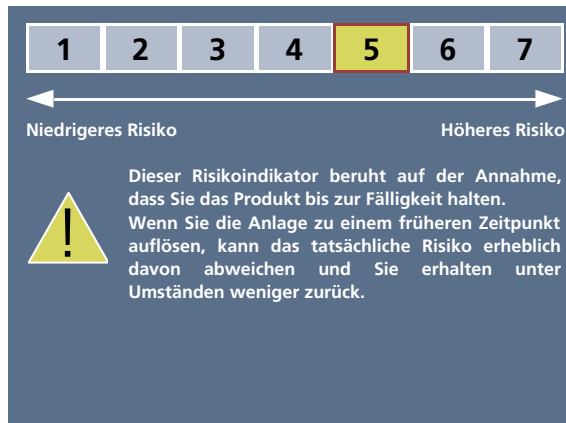 1 2 3 4 5 6 7
Niedrigeres Risiko Höheres Risiko
Dieser Risikoindikator beruht auf der Annahme,
dass Sie das Produkt bis zur Fälligkeit halten.
Wenn Sie die Anlage zu einem früheren Zeitpunkt
auflösen, kann das tatsächliche Risiko erheblich
davon abweichen und Sie erhalten unter
Umständen weniger zurück.
!